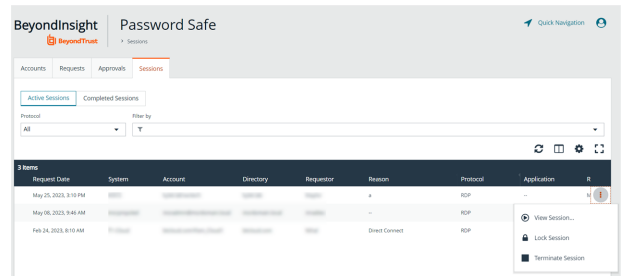 BeyondInsight
BeyondTrust
Password Safe
› Sessions
Quick Navigation
Accounts Requests Approvals Sessions
Active Sessions Completed Sessions
Protocol Filter by
All
3 items
Request Date System Account Directory Requestor Reason Protocol Application R
May 25, 2023, 3:10 PM a RDP --
May 08, 2023, 9:46 AM -- RDP
Feb 24, 2023, 8:10 AM Direct Connect RDP
View Session...
Lock Session
Terminate Session